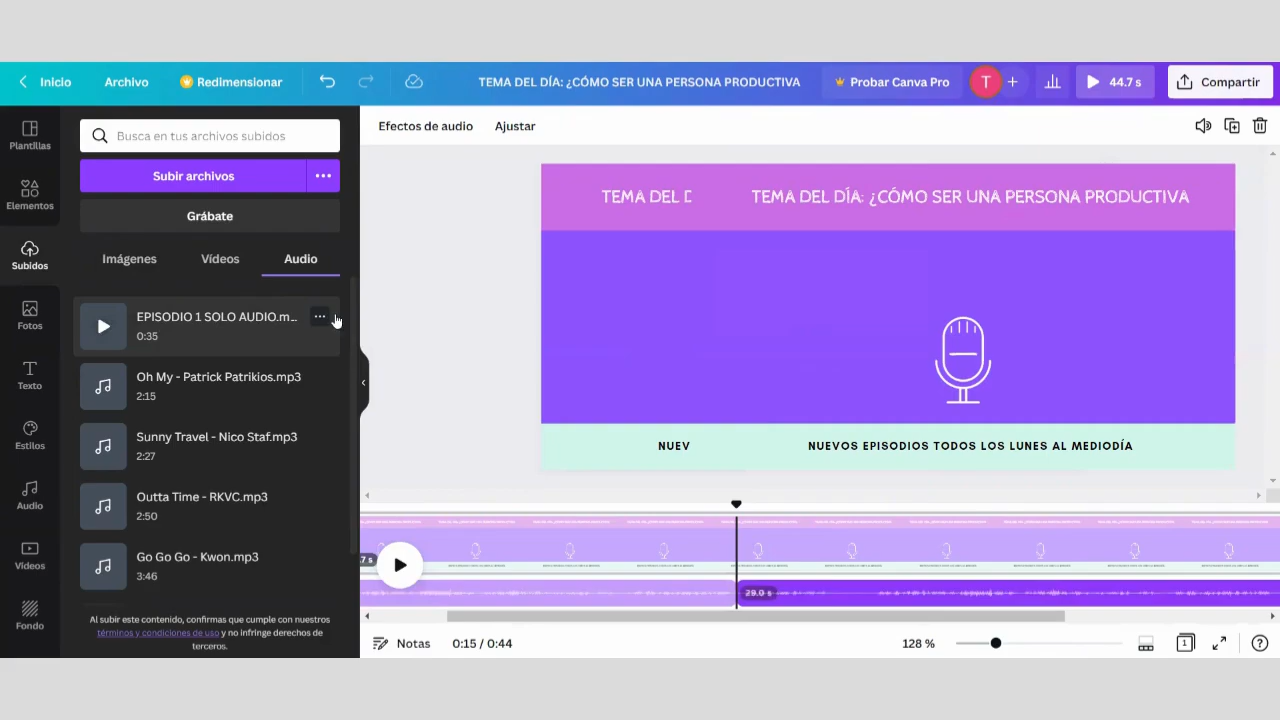 Inicio
Archivo
Redimensionar
TEMA DEL DÍA: ¿CÓMO SER UNA PERSONA PRODUCTIVA
Probar Canva Pro
T
44.7 s
Compartir
Plantillas
Elementos
Subidos
Fotos
Texto
Estilos
Audio
Vídeos
Fondo
Busca en tus archivos subidos
Subir archivos
Grábate
Imágenes
Vídeos
Audio
EPISODIO 1 SOLO AUDIO.m...
0:35
Oh My - Patrick Patrikios.mp3
2:15
Sunny Travel - Nico Staf.mp3
2:27
Outta Time - RKVC.mp3
2:50
Go Go Go - Kwon.mp3
3:46
Al subir este contenido, confirmas que cumple con nuestros
términos y condiciones de uso y no infringe derechos de
terceros.
Efectos de audio
Ajustar
TEMA DEL D
TEMA DEL DÍA: ¿CÓMO SER UNA PERSONA PRODUCTIVA
NUEV
NUEVOS EPISODIOS TODOS LOS LUNES AL MEDIODÍA
7 s
29.0 s
Notas
0:15 / 0:44
128 %
1